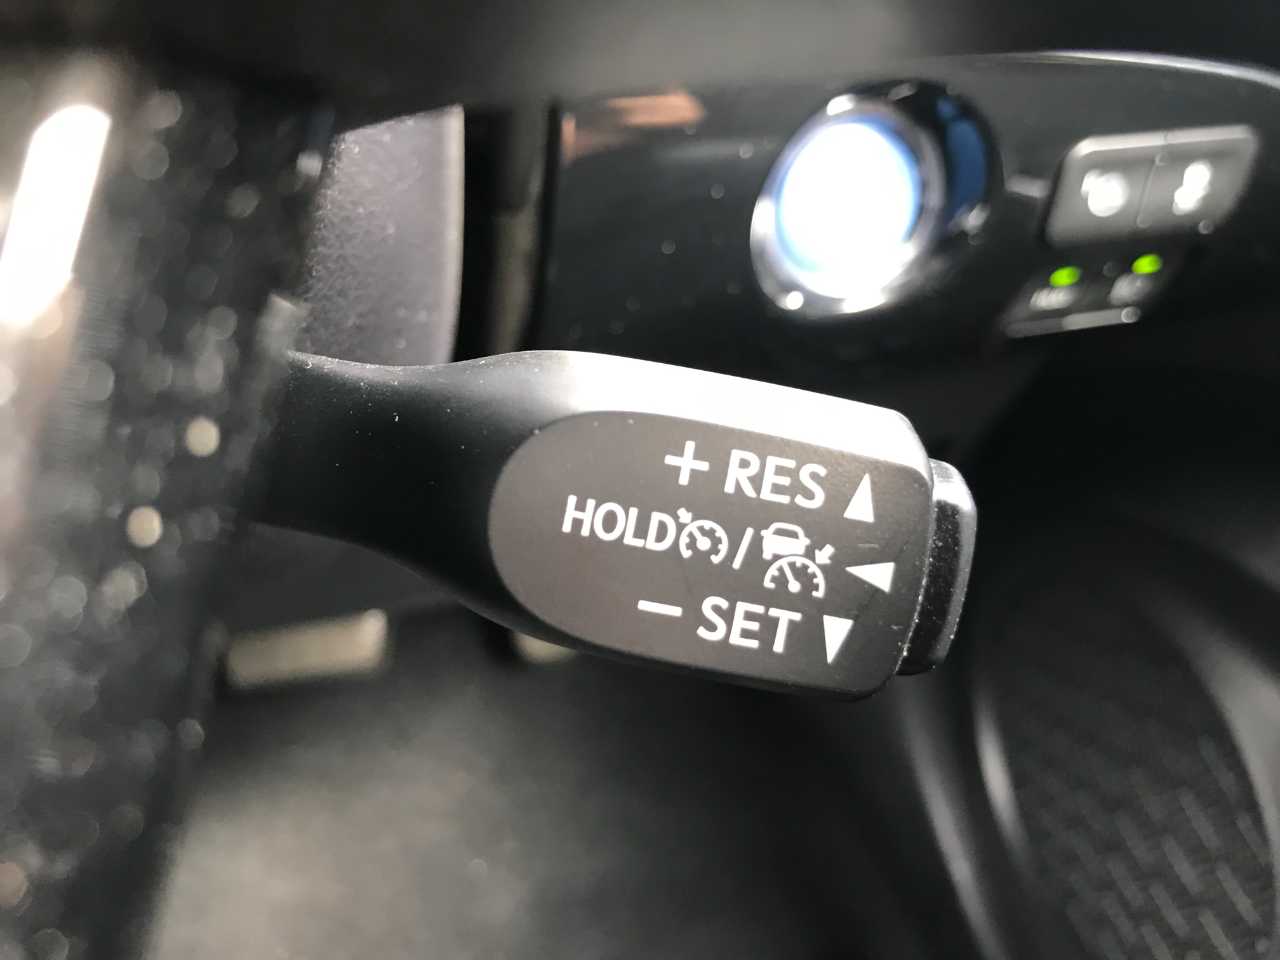 + RES
HOLD /
− SET